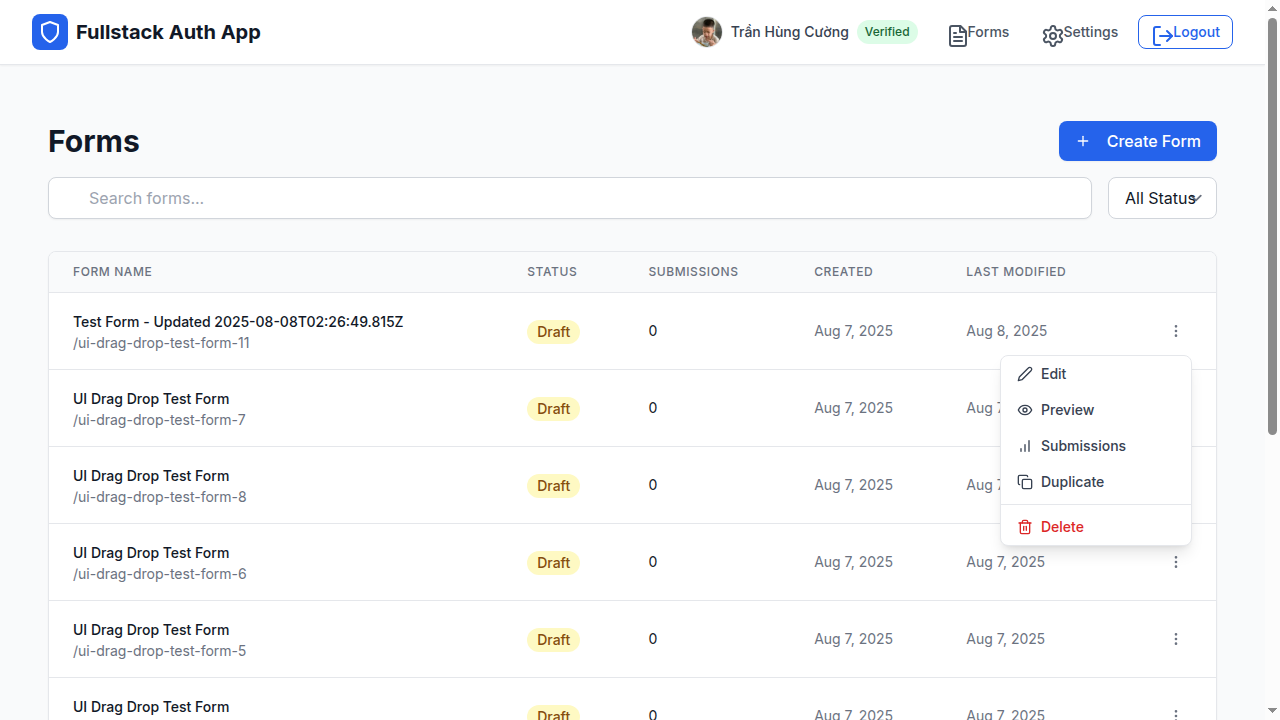 Fullstack Auth App
Trần Hùng Cường Verified Forms Settings Logout
Forms
+ Create Form
Search forms...
All Status
FORM NAME STATUS SUBMISSIONS CREATED LAST MODIFIED
Test Form - Updated 2025-08-08T02:26:49.815Z
/ui-drag-drop-test-form-11
Draft 0 Aug 7, 2025 Aug 8, 2025
Edit
Preview
Submissions
Duplicate
Delete
UI Drag Drop Test Form
/ui-drag-drop-test-form-7
Draft 0 Aug 7, 2025 Aug 7
UI Drag Drop Test Form
/ui-drag-drop-test-form-8
Draft 0 Aug 7, 2025 Aug 7
UI Drag Drop Test Form
/ui-drag-drop-test-form-6
Draft 0 Aug 7, 2025 Aug 7, 2025
UI Drag Drop Test Form
/ui-drag-drop-test-form-5
Draft 0 Aug 7, 2025 Aug 7, 2025
UI Drag Drop Test Form
Draft 0 Aug 7, 2025 Aug 7, 2025